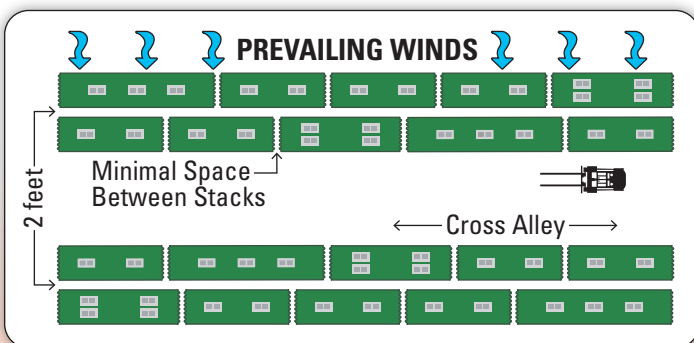 PREVAILING WINDS
Minimal Space
Between Stacks
2 feet
Cross Alley